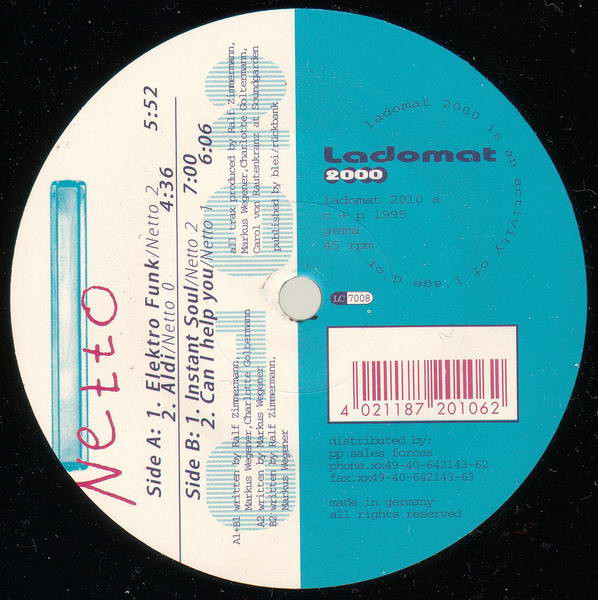 Netto
Side A: 1. Elektro Funk/Netto 2 5:52
2. Aldi/Netto 0 4:36
Side B: 1. Instant Soul/Netto 2 7:00
2. Can I help you/Netto 1 6:06
all trax produced by Ralf Zimmermann,
Markus Wegener,Charlotte Goltermann,
Carol von Rautenkranz at Soundgarden
published by blei/rückbank
A1+B1 written by Ralf Zimmermann,
Markus Wegener,Charlotte Goltermann
A2 written by Markus Wegener
B2 written by Ralf Zimmermann,
Markus Wegener
ladomat 2000 is an activity of l'age d'or
Ladomat
2000
ladomat 2010 a
c + p 1995
gema
45 rpm
LC 7008
4 021187 201062
distributed by:
pp sales forces
phone.xx49-40-642143-62
fax.xx49-40-642143-63
made in germany
all rights reserved